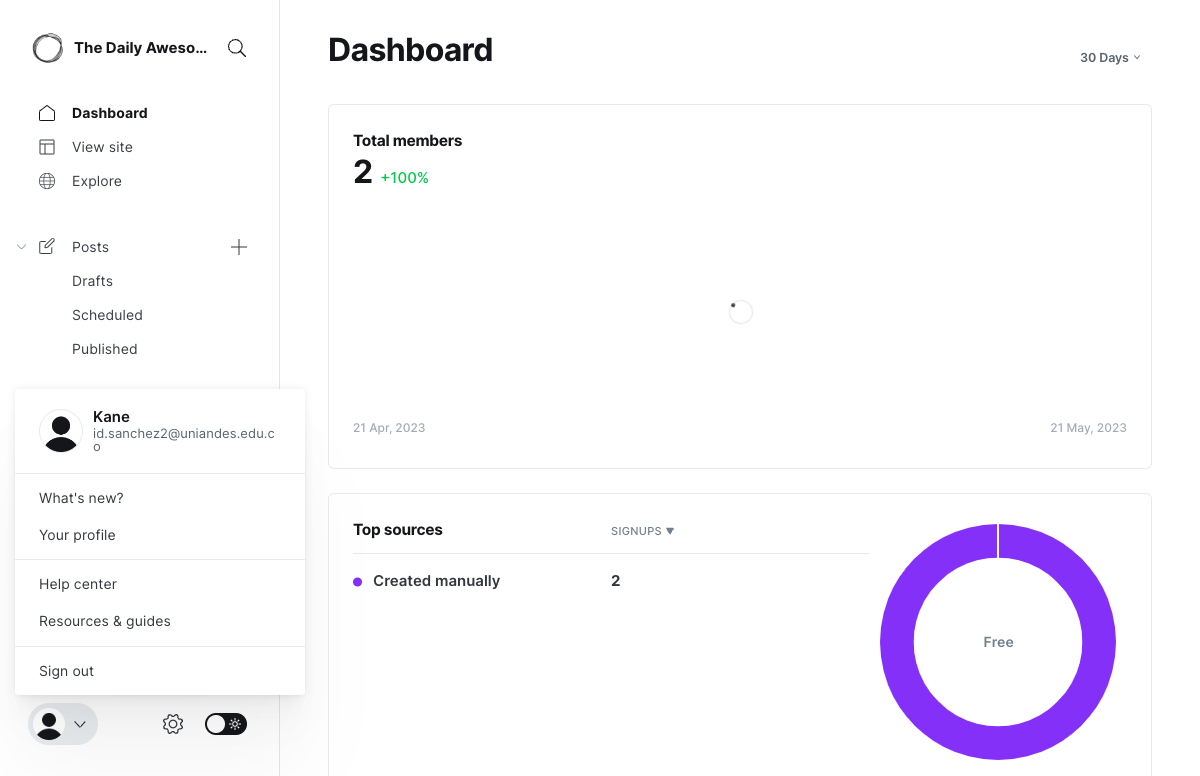 The Daily Aweso...
Dashboard
View site
Explore
Posts
Drafts
Scheduled
Published
Kane
id.sanchez2@uniandes.edu.c
o
What's new?
Your profile
Help center
Resources & guides
Sign out
Dashboard
30 Days
Total members
2 +100%
21 Apr, 2023
21 May, 2023
Top sources
SIGNUPS ▼
Created manually
2
Free